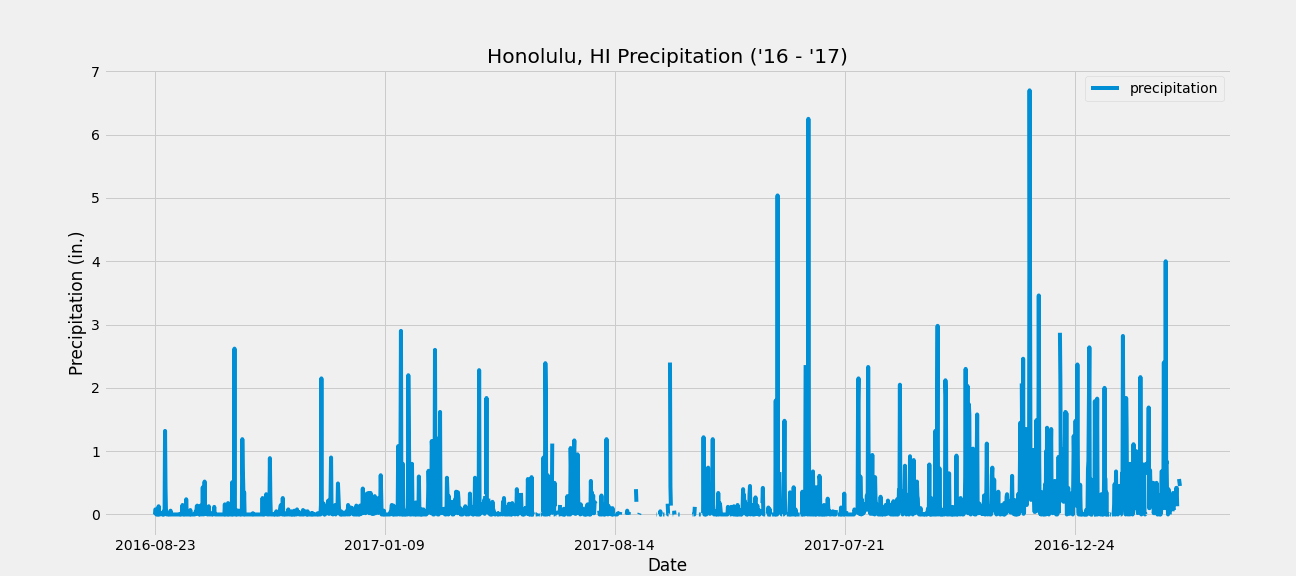 Honolulu, HI Precipitation ('16 - '17)
precipitation
Precipitation (in.)
7
6
5
4
3
2
1
0
2016-08-23 2017-01-09 2017-08-14 2017-07-21 2016-12-24
Date